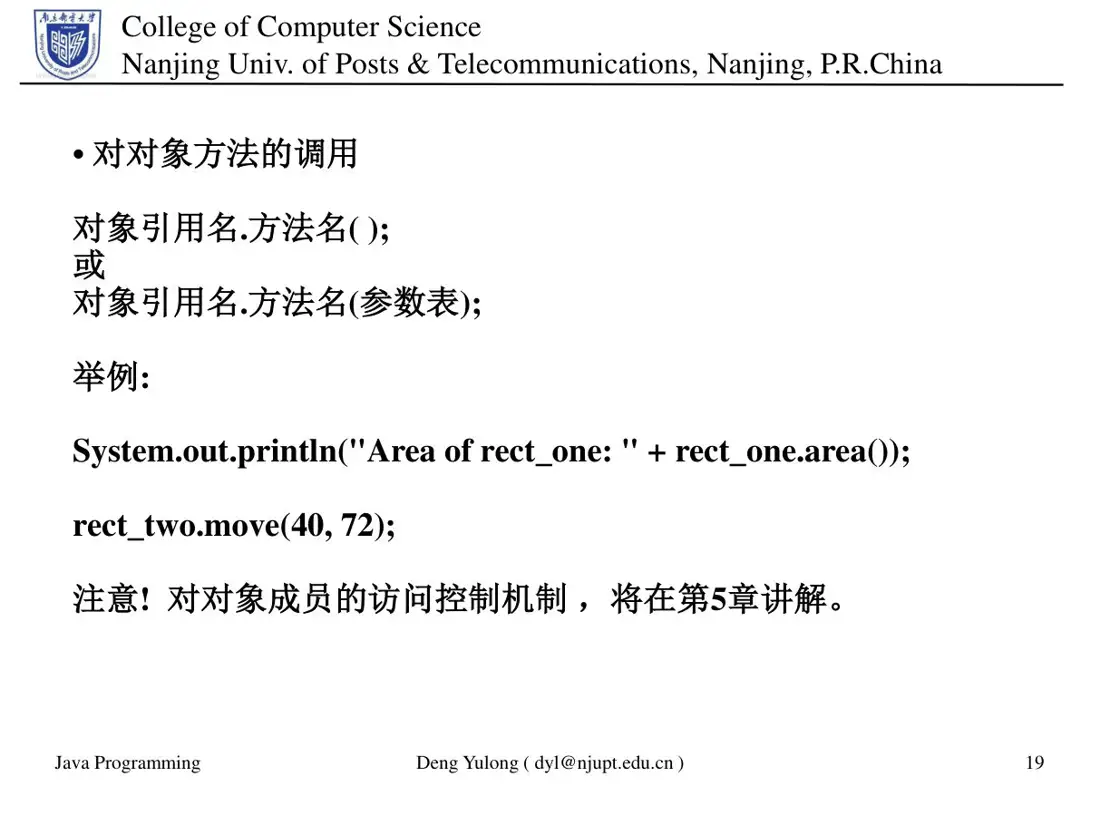 College of Computer Science
Nanjing Univ. of Posts & Telecommunications, Nanjing, P.R.China
• 对对象方法的调用
对象引用名.方法名( );
或
对象引用名.方法名(参数表);
举例:
System.out.println("Area of rect_one: " + rect_one.area());
rect_two.move(40, 72);
注意! 对对象成员的访问控制机制 ，将在第5章讲解。
Java Programming
Deng Yulong ( dyl@njupt.edu.cn )
19